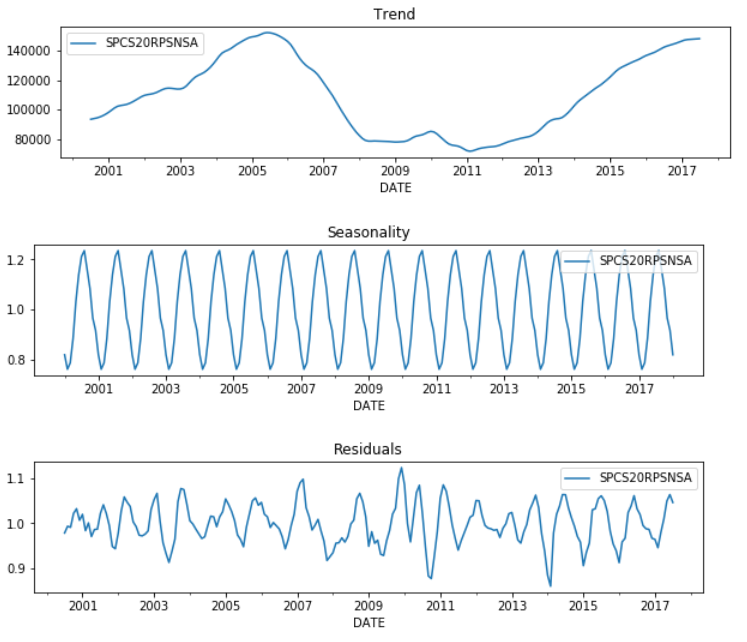 Trend
SPCS20RPSNSA
140000
120000
100000
80000
2001 2003 2005 2007 2009 2011 2013 2015 2017
DATE
Seasonality
SPCS20RPSNSA
1.2
1.0
0.8
2001 2003 2005 2007 2009 2011 2013 2015 2017
DATE
Residuals
SPCS20RPSNSA
1.1
1.0
0.9
2001 2003 2005 2007 2009 2011 2013 2015 2017
DATE